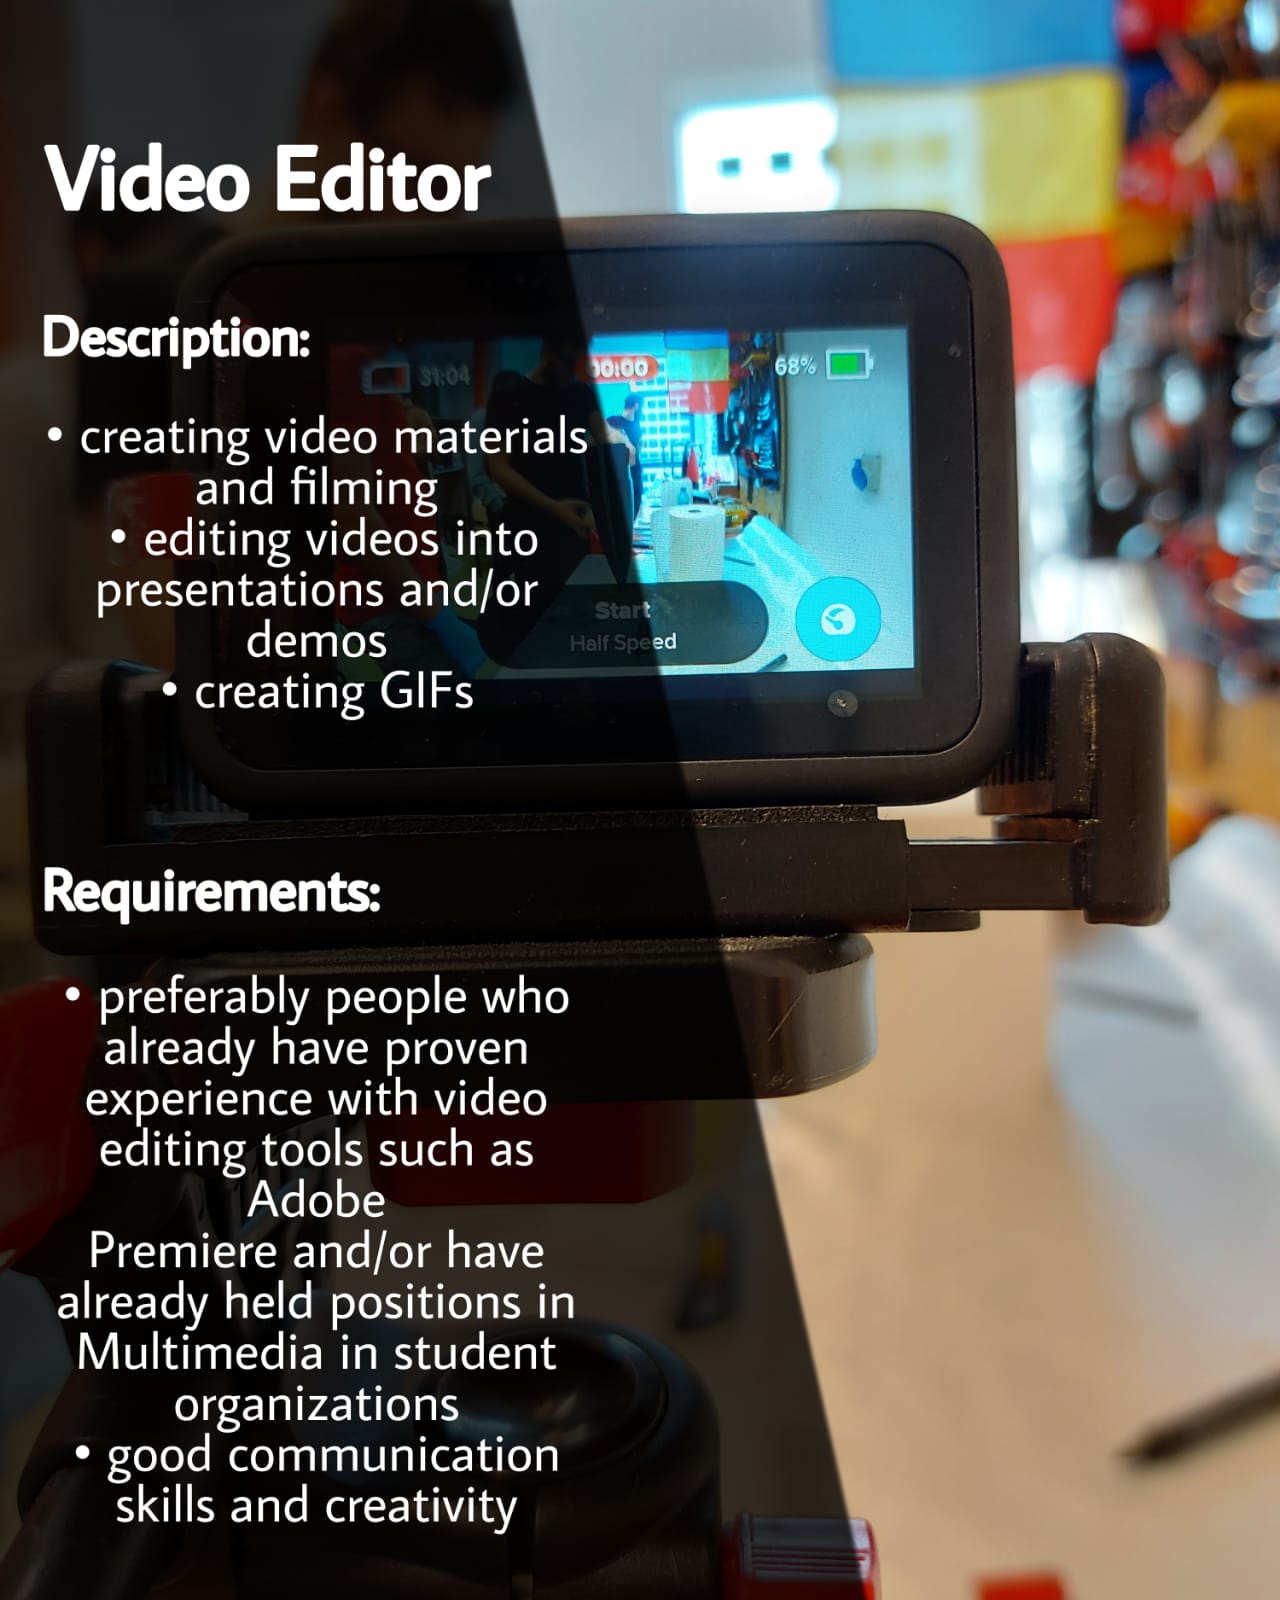 Video Editor
Description:
• creating video materials
and filming
• editing videos into
presentations and/or
demos
• creating GIFs
31:04
00:00
68%
Start
Half Speed
Requirements:
• preferably people who
already have proven
experience with video
editing tools such as
Adobe
Premiere and/or have
already held positions in
Multimedia in student
organizations
• good communication
skills and creativity